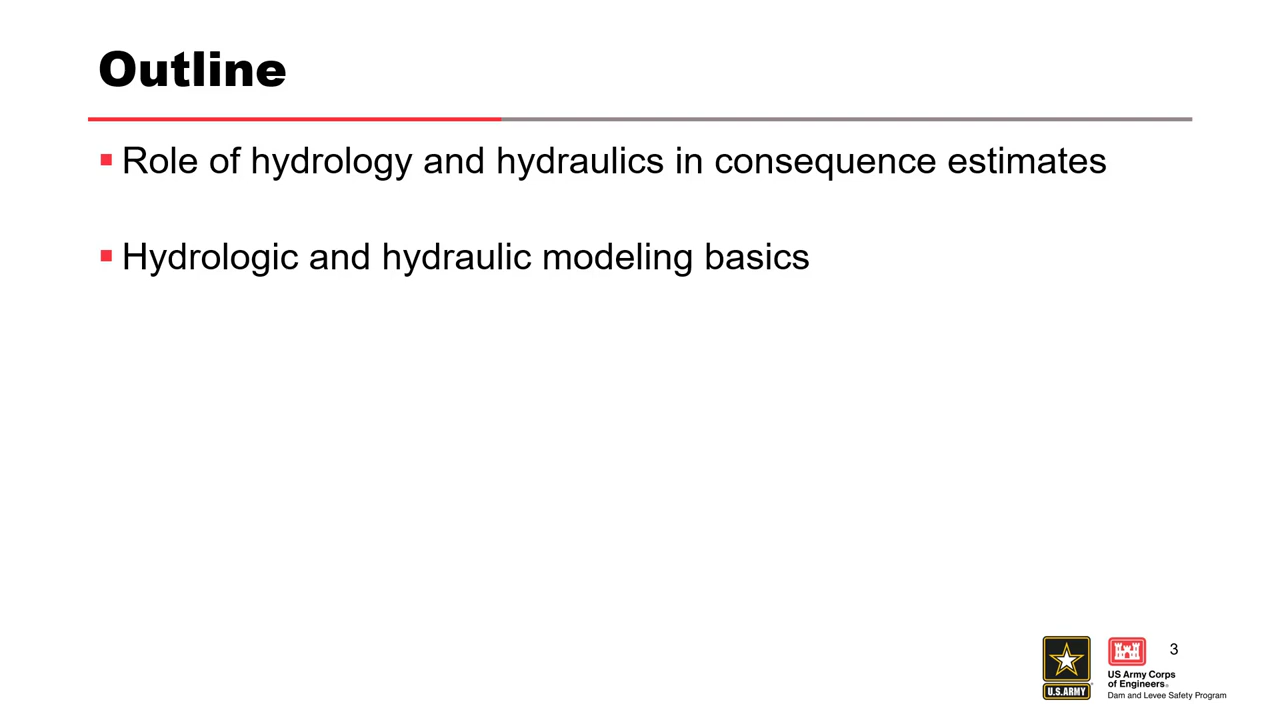 Outline
▪ Role of hydrology and hydraulics in consequence estimates
▪ Hydrologic and hydraulic modeling basics
U.S.ARMY
US Army Corps
of Engineers®
Dam and Levee Safety Program
3